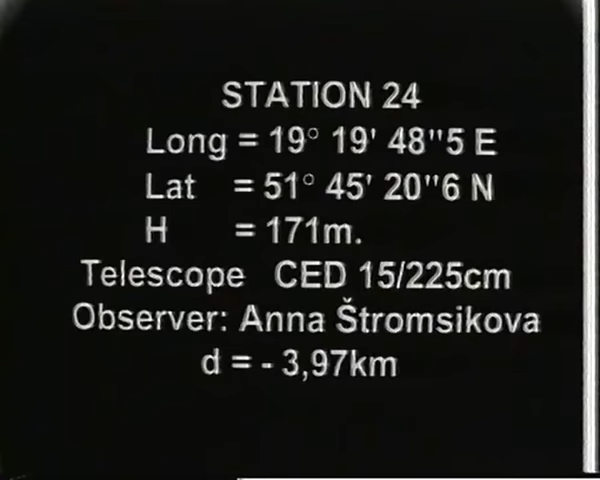 STATION 24
Long = 19° 19' 48"5 E
Lat = 51° 45' 20"6 N
H = 171m.
Telescope CED 15/225cm
Observer: Anna Štromsikova
d = - 3,97km